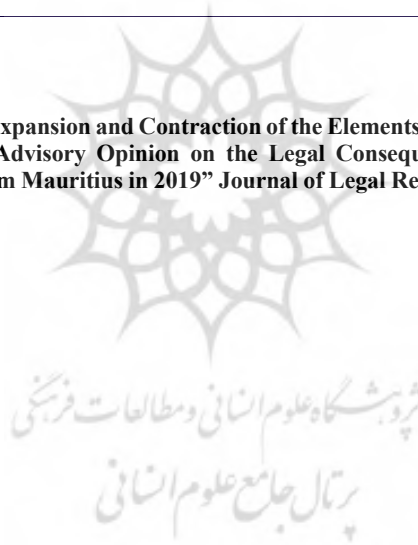 xpansion and Contraction of the Elements
Advisory Opinion on the Legal Consequ
m Mauritius in 2019” Journal of Legal Re
پژوهشگاه علوم انسانی و مطالعات فرهنگی
پرتال جامع علوم انسانی